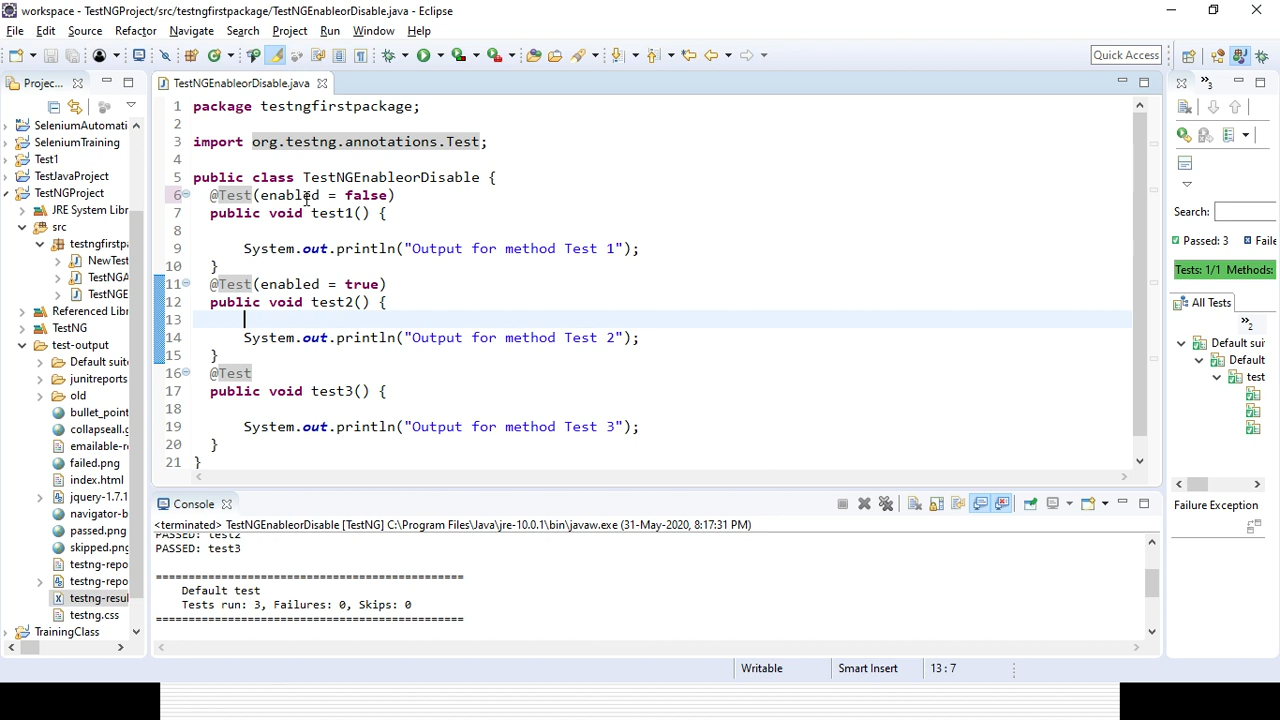 workspace - TestNGProject/src/testngfirstpackage/TestNGEnableorDisable.java - Eclipse
File Edit Source Refactor Navigate Search Project Run Window Help
Quick Access
Projec...
TestNGEnableorDisable.java
3
SeleniumAutomati
SeleniumTraining
Test1
TestJavaProject
TestNGProject
JRE System Libr
src
testngfirstp
NewTest
TestNGA
TestNGE
Referenced Libr
TestNG
test-output
Default suite
junitreports
old
bullet_point
collapseall.g
emailable-re
failed.png
index.html
jquery-1.7.1
navigator-b
passed.png
skipped.png
testng-repo
testng-repo
testng-resul
testng.css
TrainingClass
1 package testngfirstpackage;
2
3 import org.testng.annotations.Test;
4
5 public class TestNGEnableorDisable {
6 @Test(enabled = false)
7 public void test1() {
8
9 System.out.println("Output for method Test 1");
10 }
11 @Test(enabled = true)
12 public void test2() {
13
14 System.out.println("Output for method Test 2");
15 }
16 @Test
17 public void test3() {
18
19 System.out.println("Output for method Test 3");
20 }
21 }
Search:
Passed: 3 Faile
Tests: 1/1 Methods:
All Tests
2
Default sui
Default
test
Failure Exception
Console
<terminated> TestNGEnableorDisable [TestNG] C:\Program Files\Java\jre-10.0.1\bin\javaw.exe (31-May-2020, 8:17:31 PM)
PASSED: test2
PASSED: test3
===============================================
Default test
Tests run: 3, Failures: 0, Skips: 0
===============================================
Writable Smart Insert 13 : 7